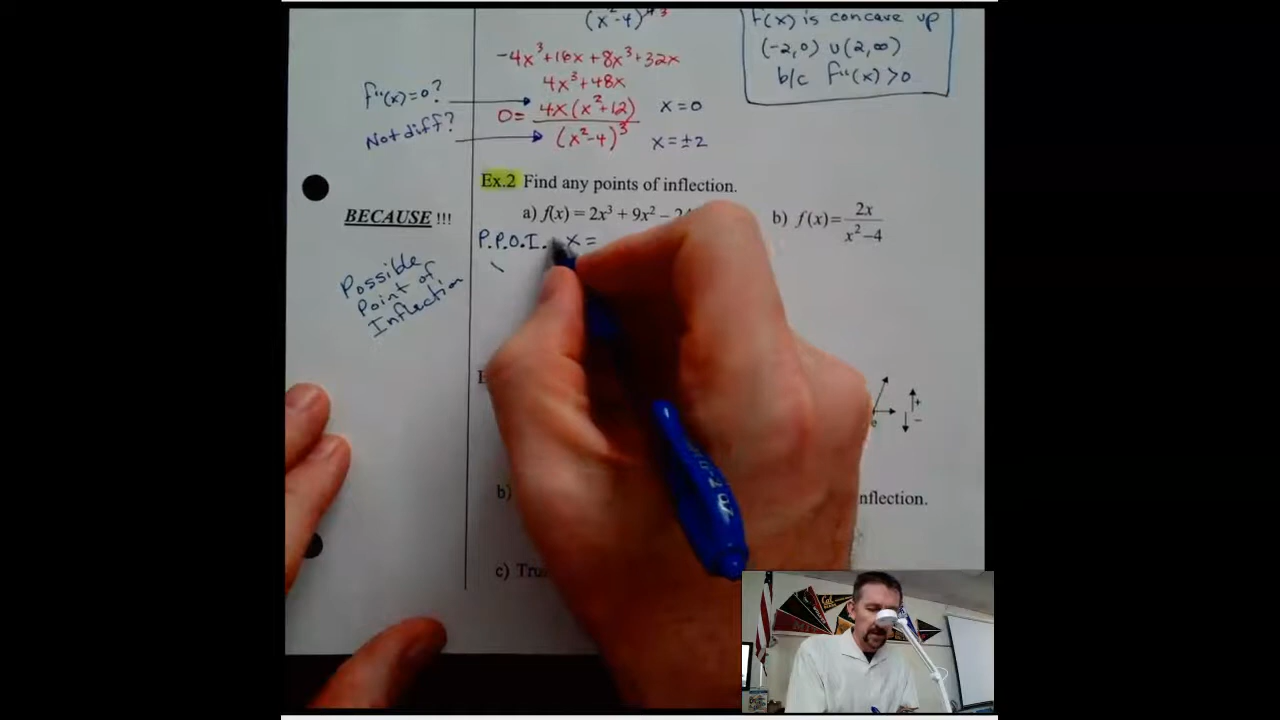 (x²-4)⁴³
-4x³+16x+8x³+32x
4x³+48x
f''(x)=0?
0= 4x(x²+12) x=0
Not diff?
(x²-4)³ x=±2
f(x) is concave up
(-2,0) ∪ (2,∞)
b/c f''(x) >0
Ex.2 Find any points of inflection.
BECAUSE !!!
a) f(x) = 2x³ + 9x² –
b) f(x)= 2x
x²–4
P.P.O.I. x =
Possible
Point of
Inflection
e
+
–
b)
nflection.
c)